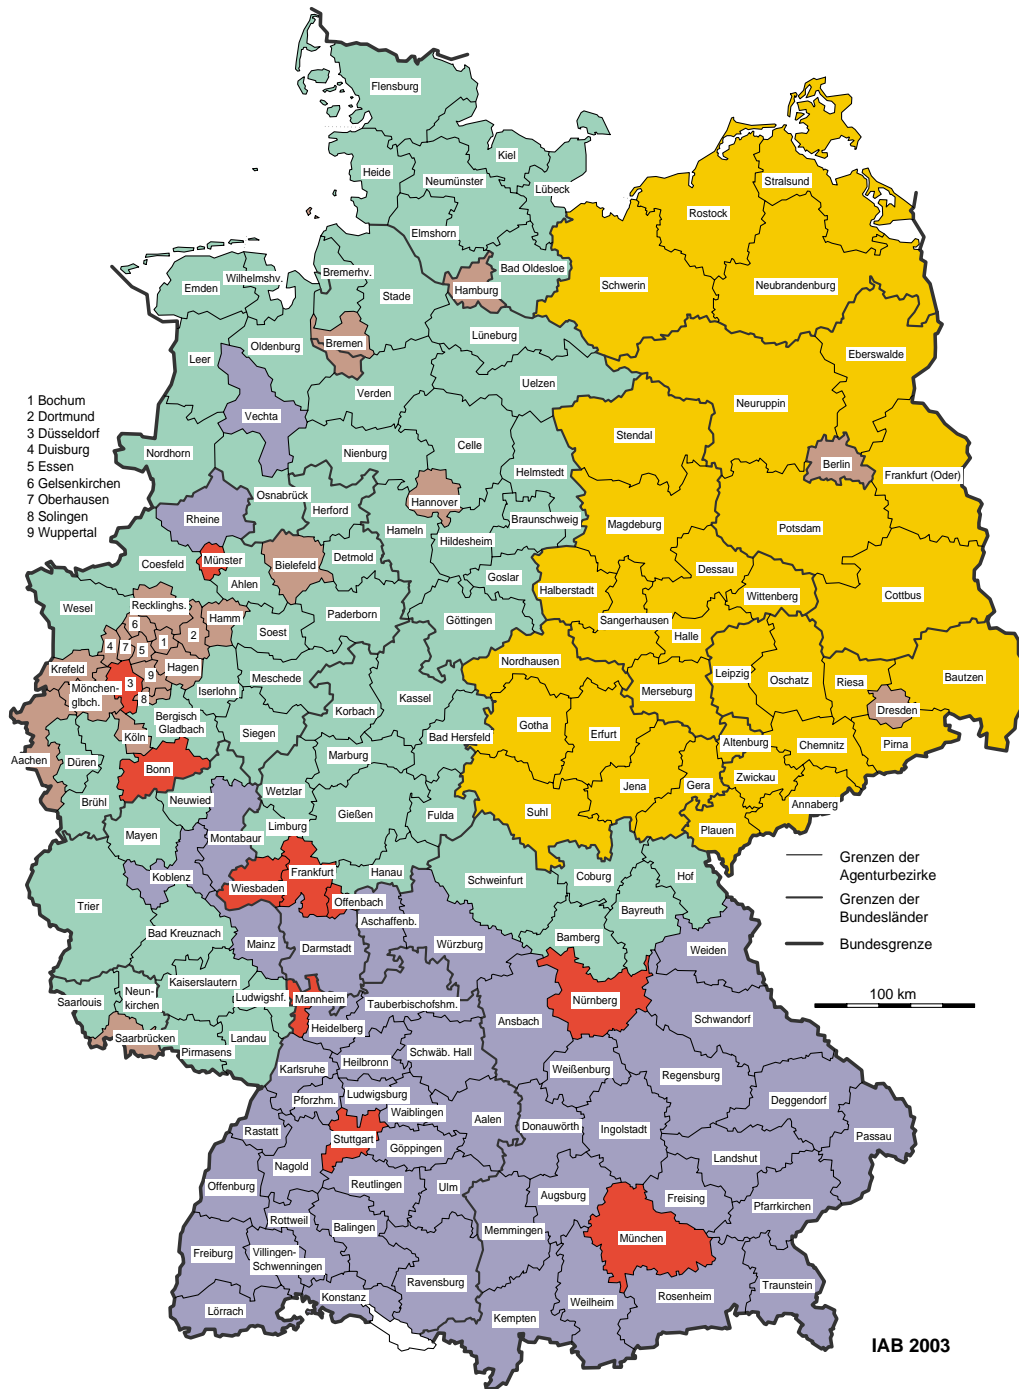 Flensburg
Kiel
Heide
Neumünster
Lübeck
Stralsund
Rostock
Elmshorn
Bad Oldesloe
Bremerhv.
Wilhelmshv.
Emden
Hamburg
Schwerin
Neubrandenburg
Stade
Bremen
Lüneburg
Oldenburg
Leer
Eberswalde
Uelzen
Verden
Neuruppin
1 Bochum
2 Dortmund
3 Düsseldorf
4 Duisburg
5 Essen
6 Gelsenkirchen
7 Oberhausen
8 Solingen
9 Wuppertal
Vechta
Stendal
Celle
Nordhorn
Nienburg
Berlin
Helmstedt
Frankfurt (Oder)
Osnabrück
Hannover
Herford
Rheine
Braunschweig
Magdeburg
Potsdam
Hameln
Hildesheim
Münster
Detmold
Coesfeld
Bielefeld
Dessau
Goslar
Ahlen
Halberstadt
Wittenberg
Cottbus
Wesel
Recklinghs.
Paderborn
Hamm
Göttingen
Sangerhausen
6
Soest
Halle
4
7
5
1
2
Nordhausen
Krefeld
Hagen
9
Meschede
Leipzig
Oschatz
Riesa
Bautzen
Mönchen-
glbch.
3
Iserlohn
Merseburg
8
Kassel
Korbach
Dresden
Bergisch
Gladbach
Gotha
Erfurt
Köln
Siegen
Bad Hersfeld
Altenburg
Chemnitz
Pirna
Aachen
Düren
Marburg
Bonn
Zwickau
Jena
Gera
Wetzlar
Brühl
Neuwied
Annaberg
Gießen
Fulda
Suhl
Plauen
Limburg
Mayen
Montabaur
Grenzen der
Agenturbezirke
Frankfurt
Hanau
Koblenz
Coburg
Hof
Schweinfurt
Wiesbaden
Grenzen der
Bundesländer
Offenbach
Trier
Bayreuth
Aschaffenb.
Bad Kreuznach
Bamberg
Bundesgrenze
Mainz
Darmstadt
Würzburg
Weiden
Kaiserslautern
Neun-
kirchen
100 km
Saarlouis
Ludwigshf.
Mannheim
Tauberbischofshm.
Nürnberg
Ansbach
Schwandorf
Heidelberg
Saarbrücken
Landau
Pirmasens
Schwäb. Hall
Heilbronn
Karlsruhe
Weißenburg
Regensburg
Ludwigsburg
Pforzhm.
Deggendorf
Waiblingen
Aalen
Donauwörth
Ingolstadt
Rastatt
Stuttgart
Passau
Göppingen
Landshut
Nagold
Reutlingen
Ulm
Offenburg
Augsburg
Freising
Pfarrkirchen
Rottweil
Balingen
Memmingen
München
Freiburg
Villingen-
Schwenningen
Ravensburg
Traunstein
Konstanz
Rosenheim
Weilheim
Lörrach
Kempten
IAB 2003